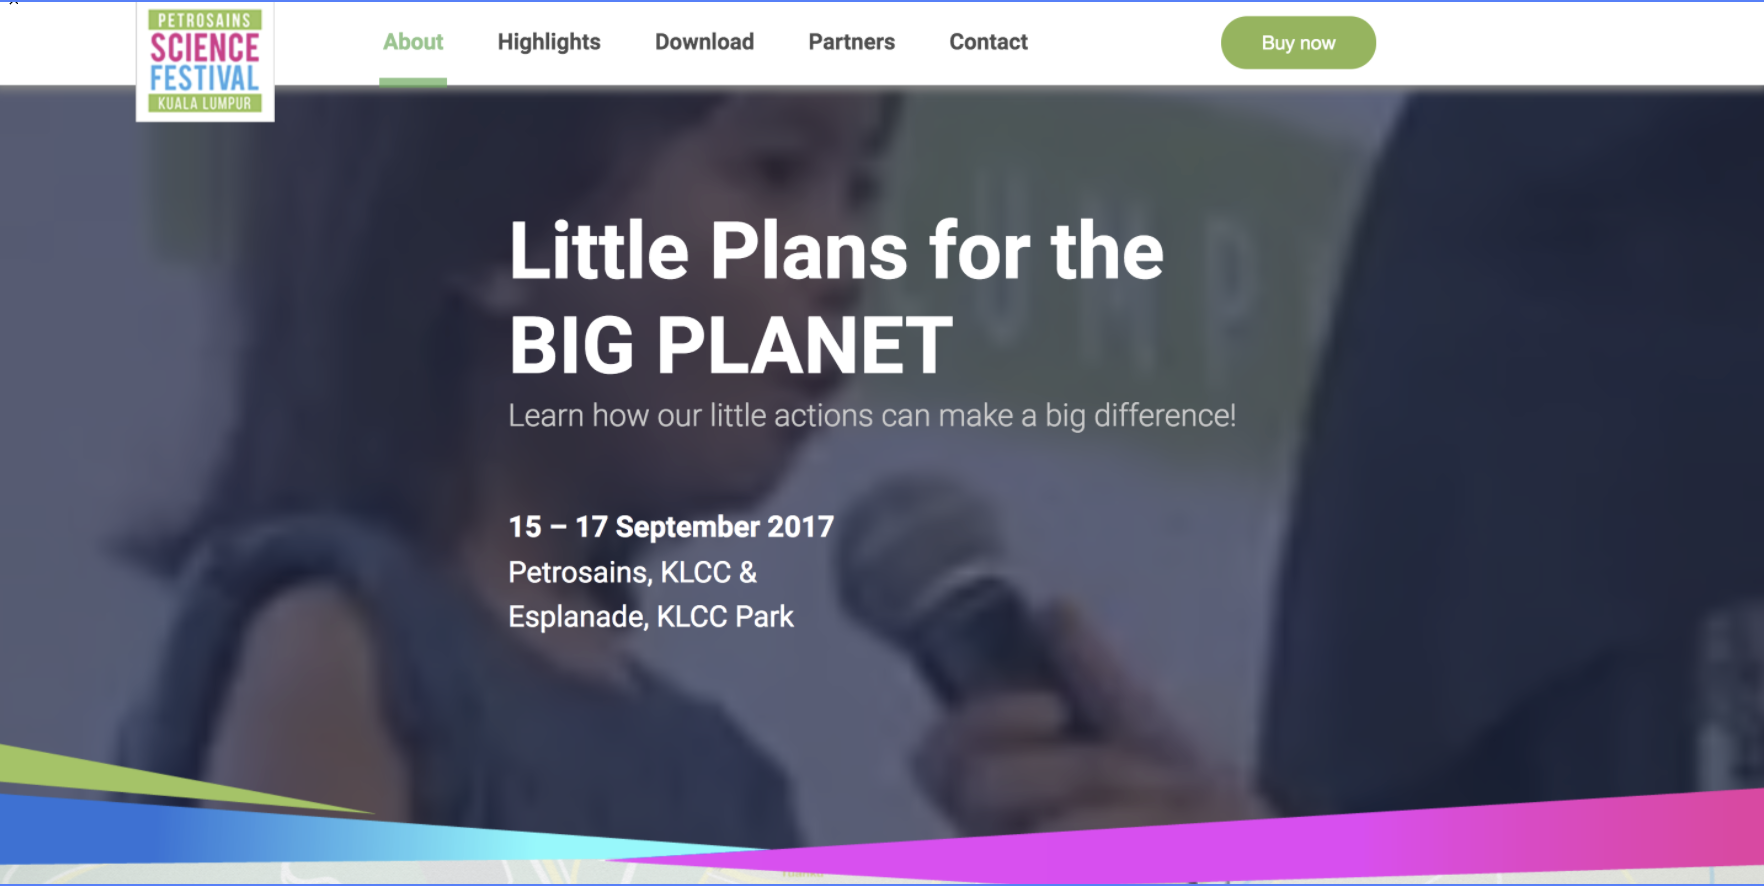 PETROSAINS
SCIENCE
FESTIVAL
KUALA LUMPUR
About
Highlights
Download
Partners
Contact
Buy now
UMP
Little Plans for the
BIG PLANET
Learn how our little actions can make a big difference!
15 – 17 September 2017
Petrosains, KLCC &
Esplanade, KLCC Park